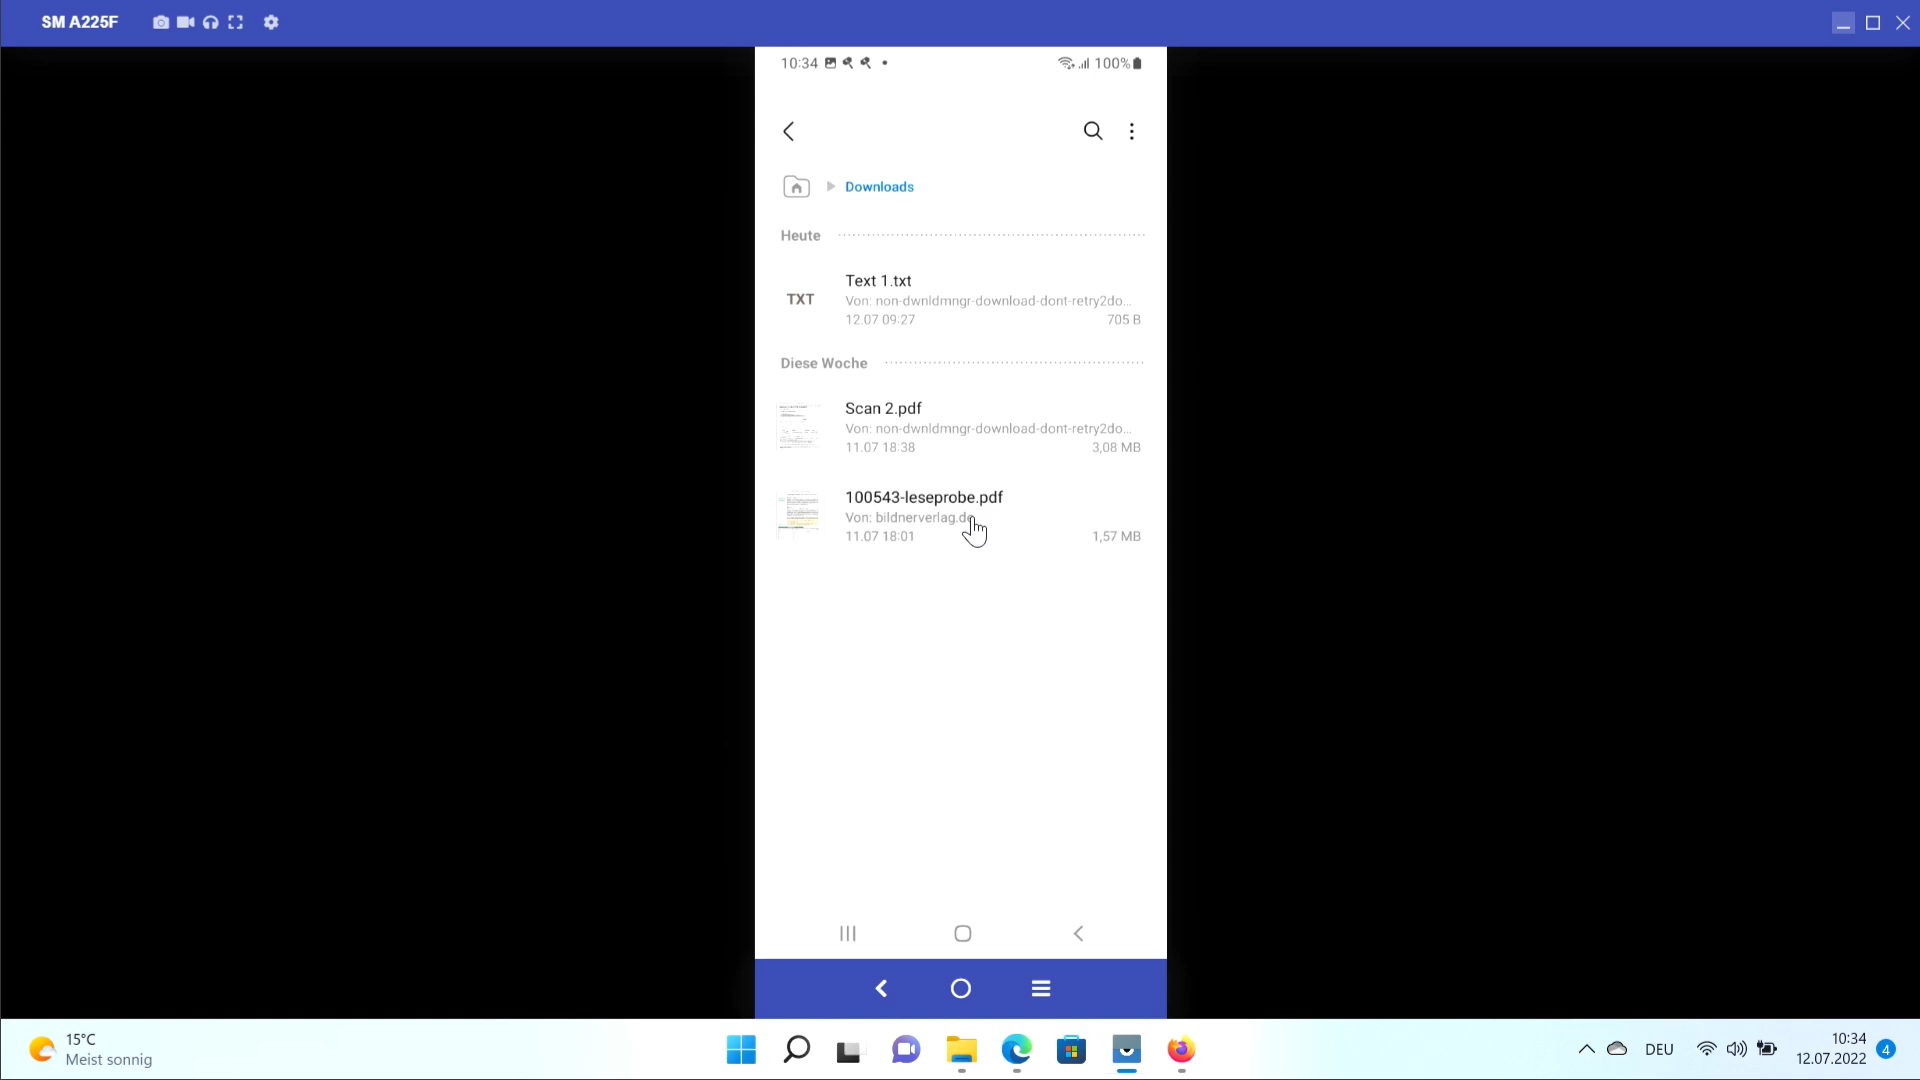 SM A225F
10:34
100%
Downloads
Heute
TXT
Text 1.txt
Von: non-dwnldmngr-download-dont-retry2do...
12.07 09:27
705 B
Diese Woche
Scan 2.pdf
Von: non-dwnldmngr-download-dont-retry2do...
11.07 18:38
3,08 MB
100543-leseprobe.pdf
Von: bildnerverlag.de
11.07 18:01
1,57 MB
15°C
Meist sonnig
DEU
10:34
12.07.2022
4